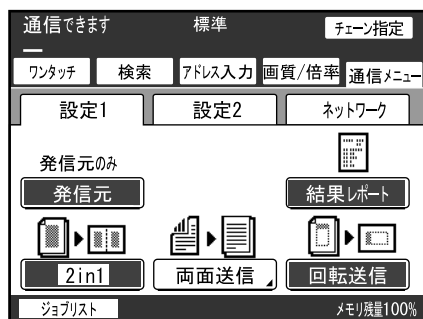 通信できます 標準 チェーン指定
ワンタッチ 検索 アドレス入力 画質/倍率 通信メニュー
設定1 設定2 ネットワーク
発信元のみ
発信元 結果レポート
2in1 両面送信 回転送信
ジョブリスト メモリ残量100%